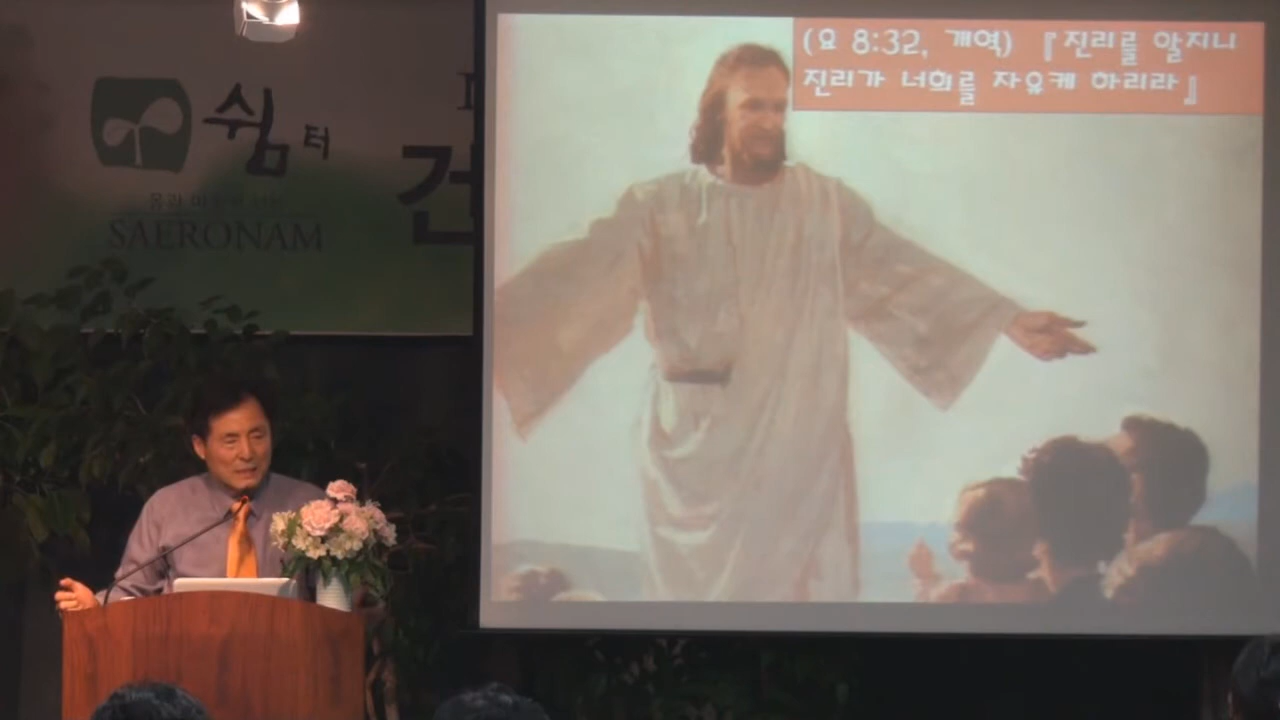 (요 8:32, 개역) 『진리를 알지니
진리가 너희를 자유케 하리라』
쉼터
SAERONAM
건